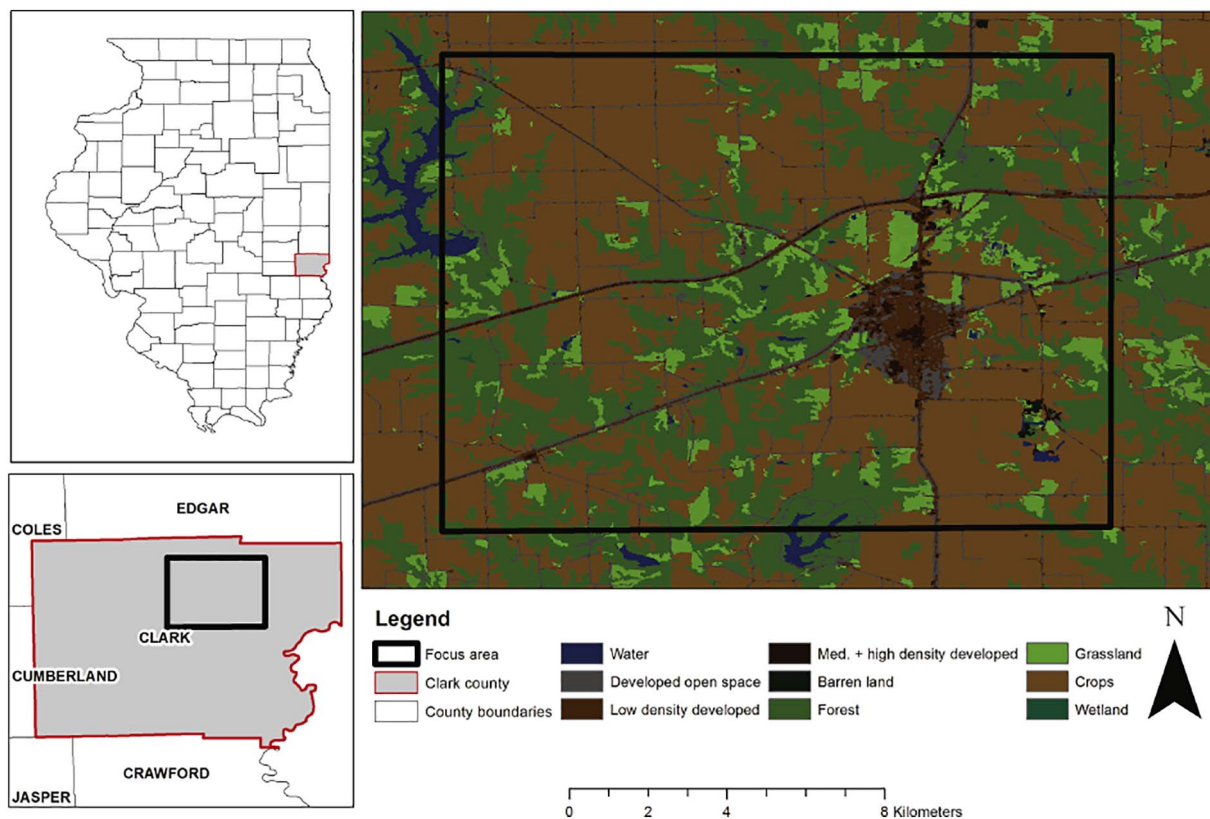 EDGAR
COLES
CLARK
CUMBERLAND
CRAWFORD
JASPER
Legend
Focus area
Clark county
County boundaries
Water
Developed open space
Low density developed
Med. + high density developed
Barren land
Forest
Grassland
Crops
Wetland
N
0 2 4 8 Kilometers